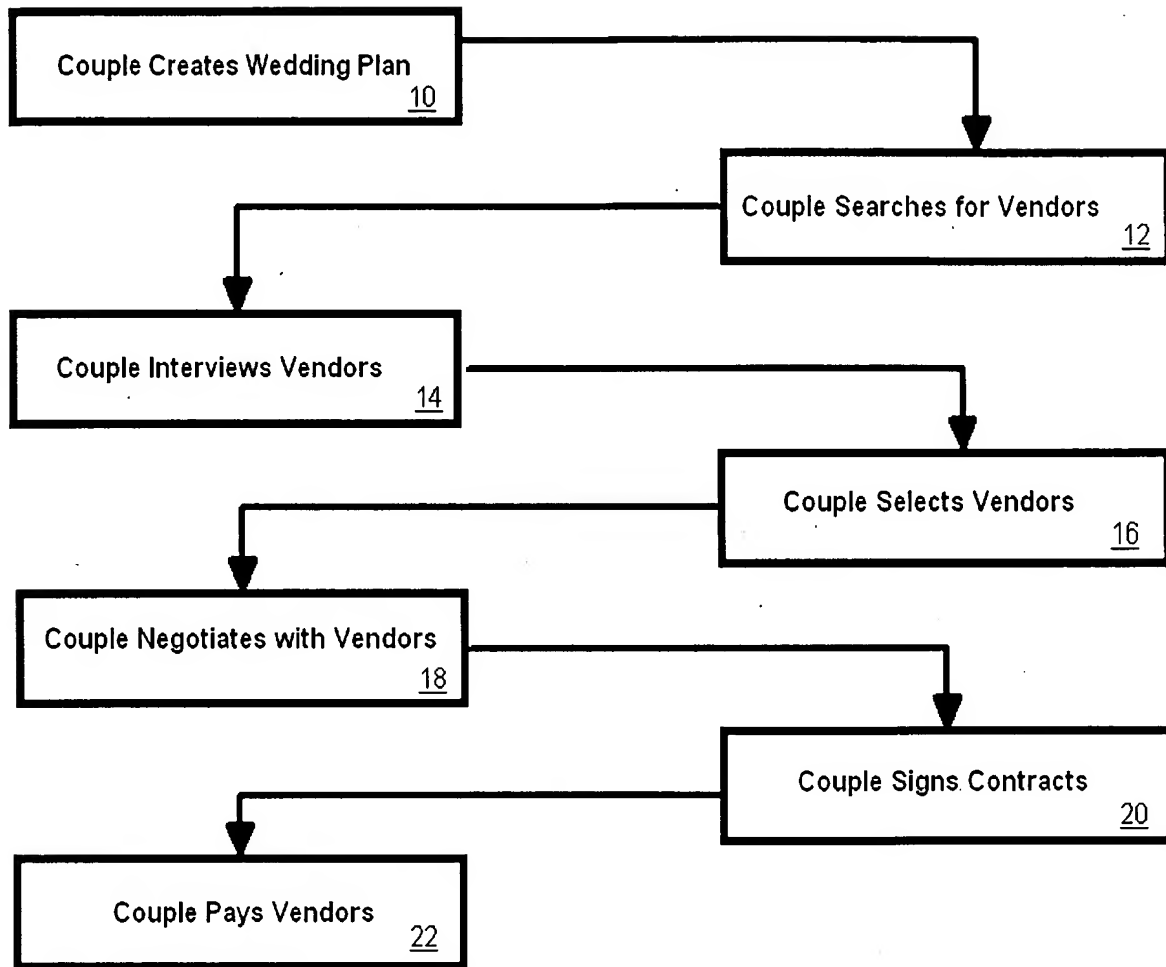 Couple Creates Wedding Plan
10
Couple Searches for Vendors
12
Couple Interviews Vendors
14
Couple Selects Vendors
16
Couple Negotiates with Vendors
18
Couple Signs Contracts
20
Couple Pays Vendors
22